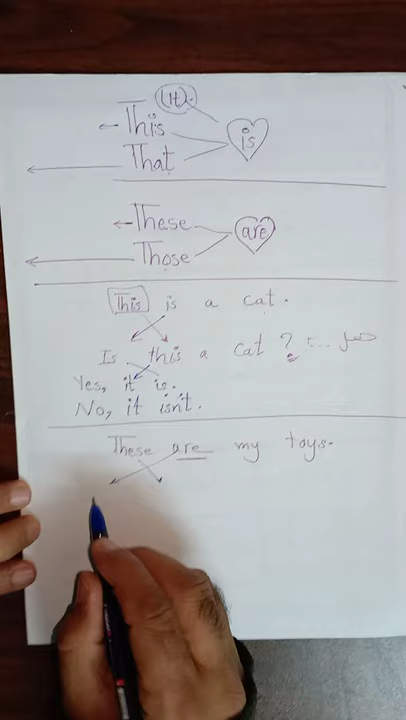 (It).
This
is
That
These
are
Those
This is a cat.
Is this a cat ? هل ...؟
Yes, it is.
No, it isn't.
These are my toys.